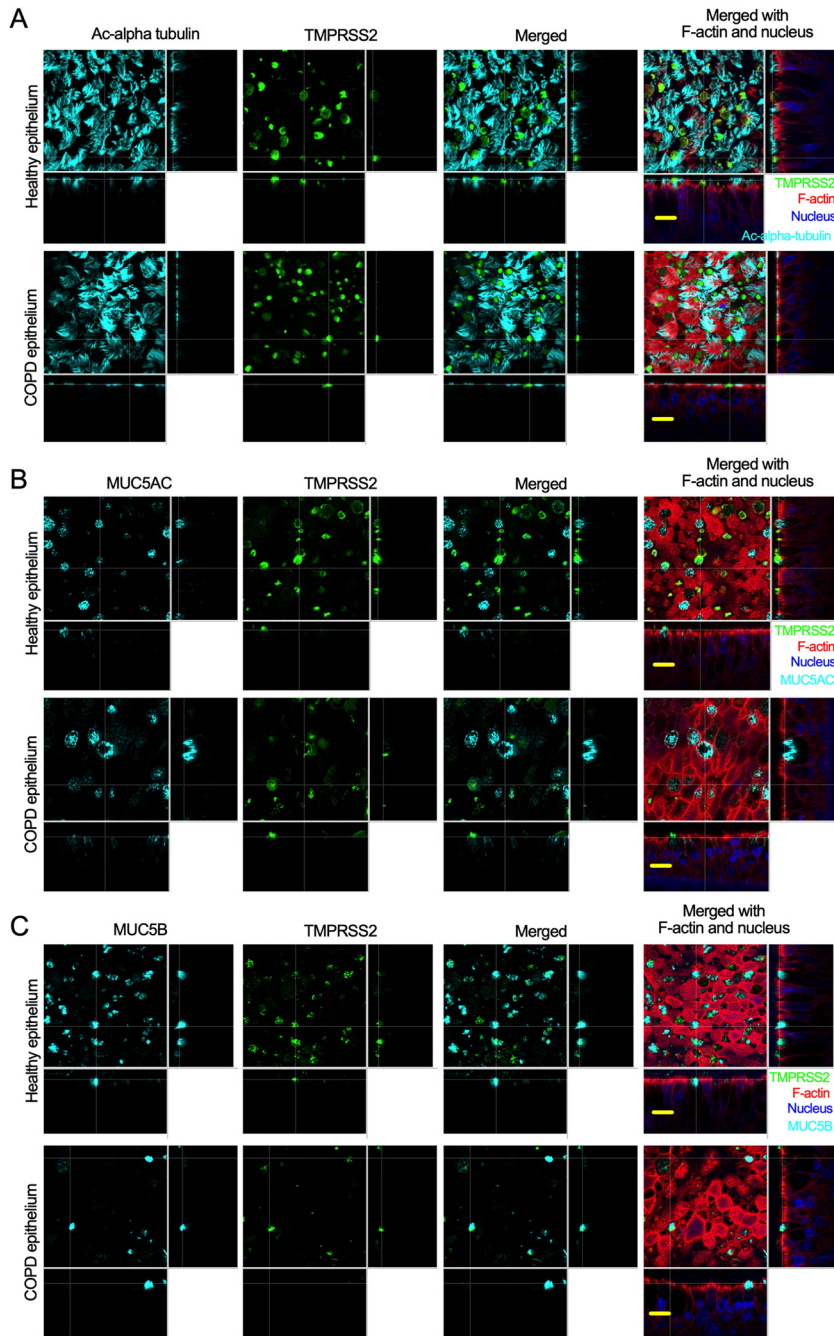 A
Ac-alpha tubulin
TMPRSS2
Merged
Merged with
F-actin and nucleus
Healthy epithelium
TMPRSS2
F-actin
Nucleus
Ac-alpha-tubulin
COPD epithelium
B
MUC5AC
TMPRSS2
Merged
Merged with
F-actin and nucleus
Healthy epithelium
TMPRSS2
F-actin
Nucleus
MUC5AC
COPD epithelium
C
MUC5B
TMPRSS2
Merged
Merged with
F-actin and nucleus
Healthy epithelium
TMPRSS2
F-actin
Nucleus
MUC5B
COPD epithelium